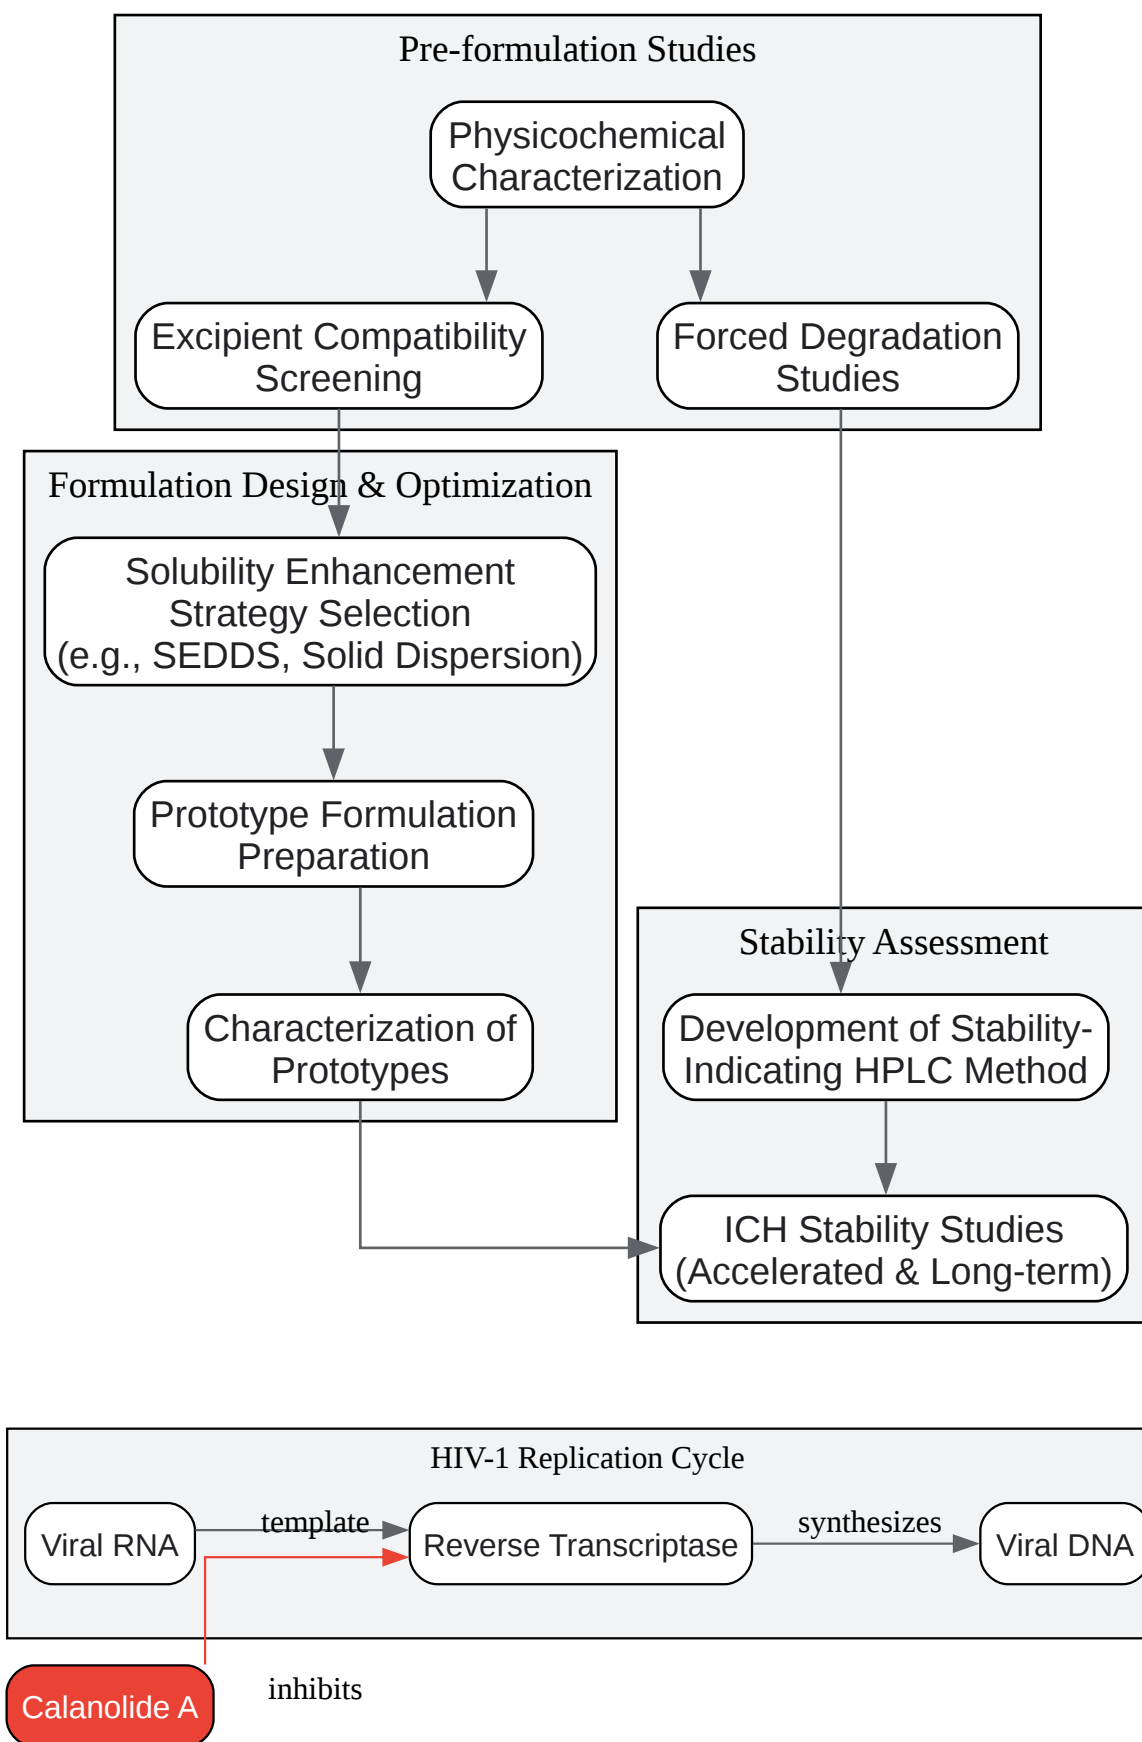 Pre-formulation Studies
Physicochemical
Characterization
Excipient Compatibility
Screening
Forced Degradation
Studies
Formulation Design & Optimization
Solubility Enhancement
Strategy Selection
(e.g., SEDDS, Solid Dispersion)
Prototype Formulation
Preparation
Characterization of
Prototypes
Stability Assessment
Development of Stability-
Indicating HPLC Method
ICH Stability Studies
(Accelerated & Long-term)
HIV-1 Replication Cycle
Viral RNA
template
Reverse Transcriptase
synthesizes
Viral DNA
Calanolide A
inhibits